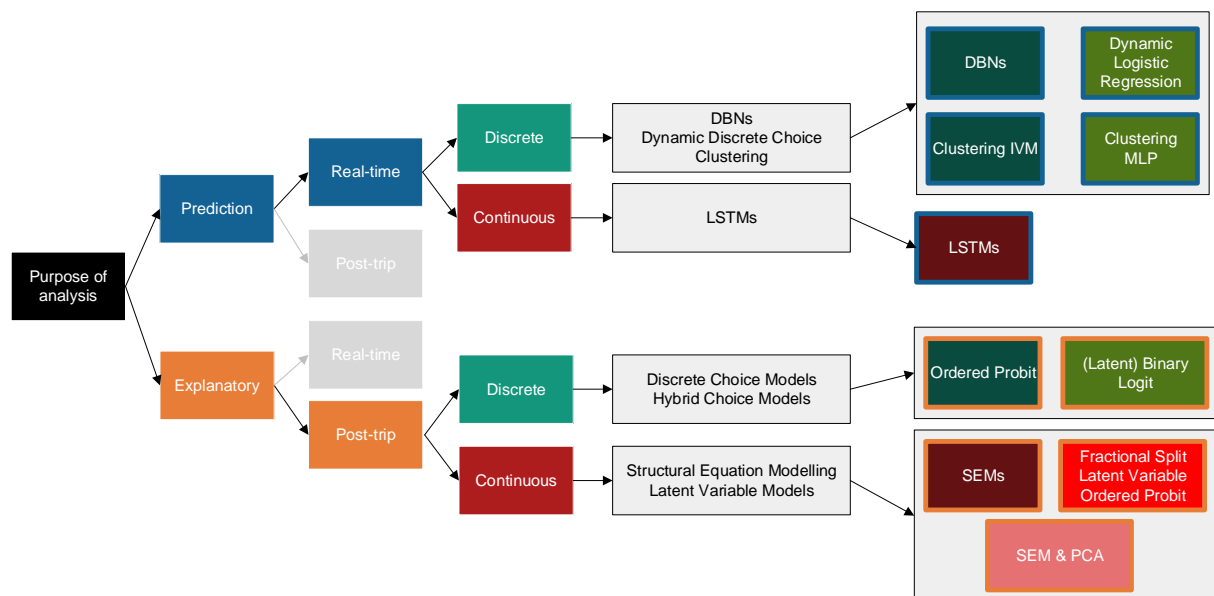 Purpose of
analysis
Prediction
Explanatory
Real-time
Post-trip
Real-time
Post-trip
Discrete
Continuous
Discrete
Continuous
DBNs
Dynamic Discrete Choice
Clustering
LSTMs
Discrete Choice Models
Hybrid Choice Models
Structural Equation Modelling
Latent Variable Models
DBNs
Dynamic
Logistic
Regression
Clustering IVM
Clustering
MLP
LSTMs
Ordered Probit
(Latent) Binary
Logit
SEMs
Fractional Split
Latent Variable
Ordered Probit
SEM & PCA